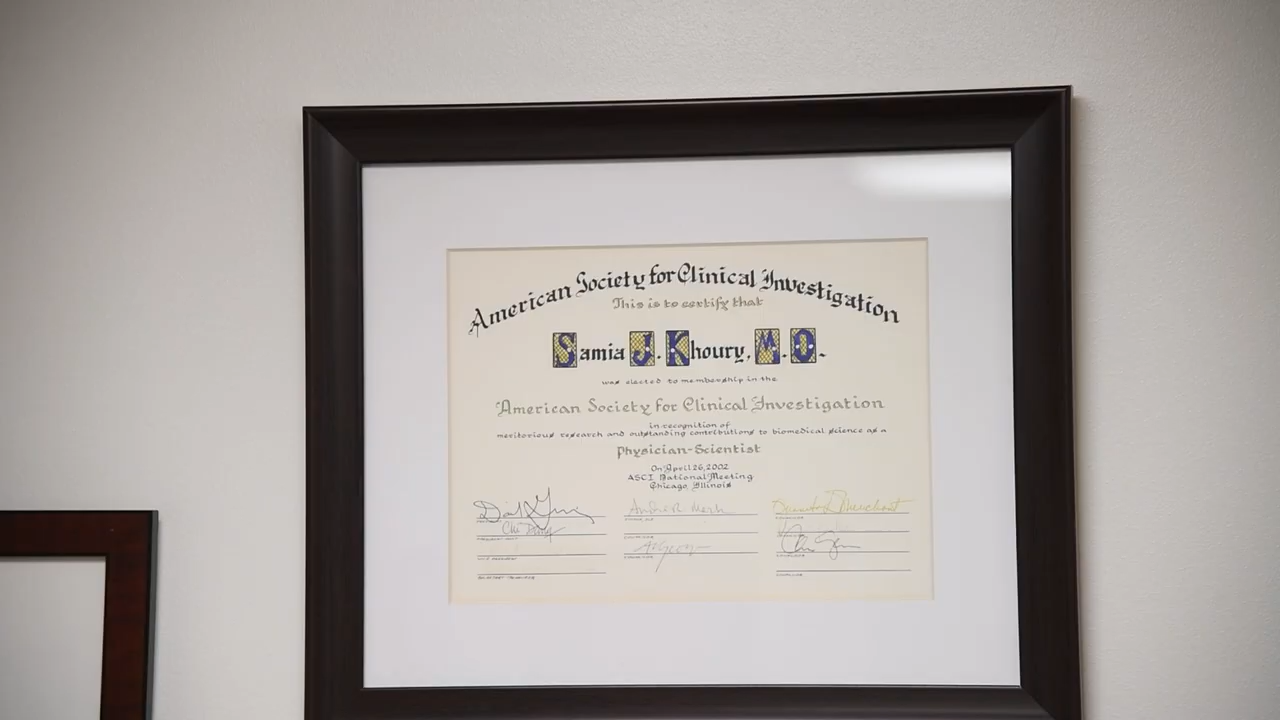 American Society for Clinical Investigation
This is to certify that
Samia J. Khoury, M.D.
was elected to membership in the
American Society for Clinical Investigation
in recognition of
meritorious research and outstanding contributions to biomedical science as a
Physician-Scientist
On April 26, 2002
ASCI National Meeting
Chicago, Illinois